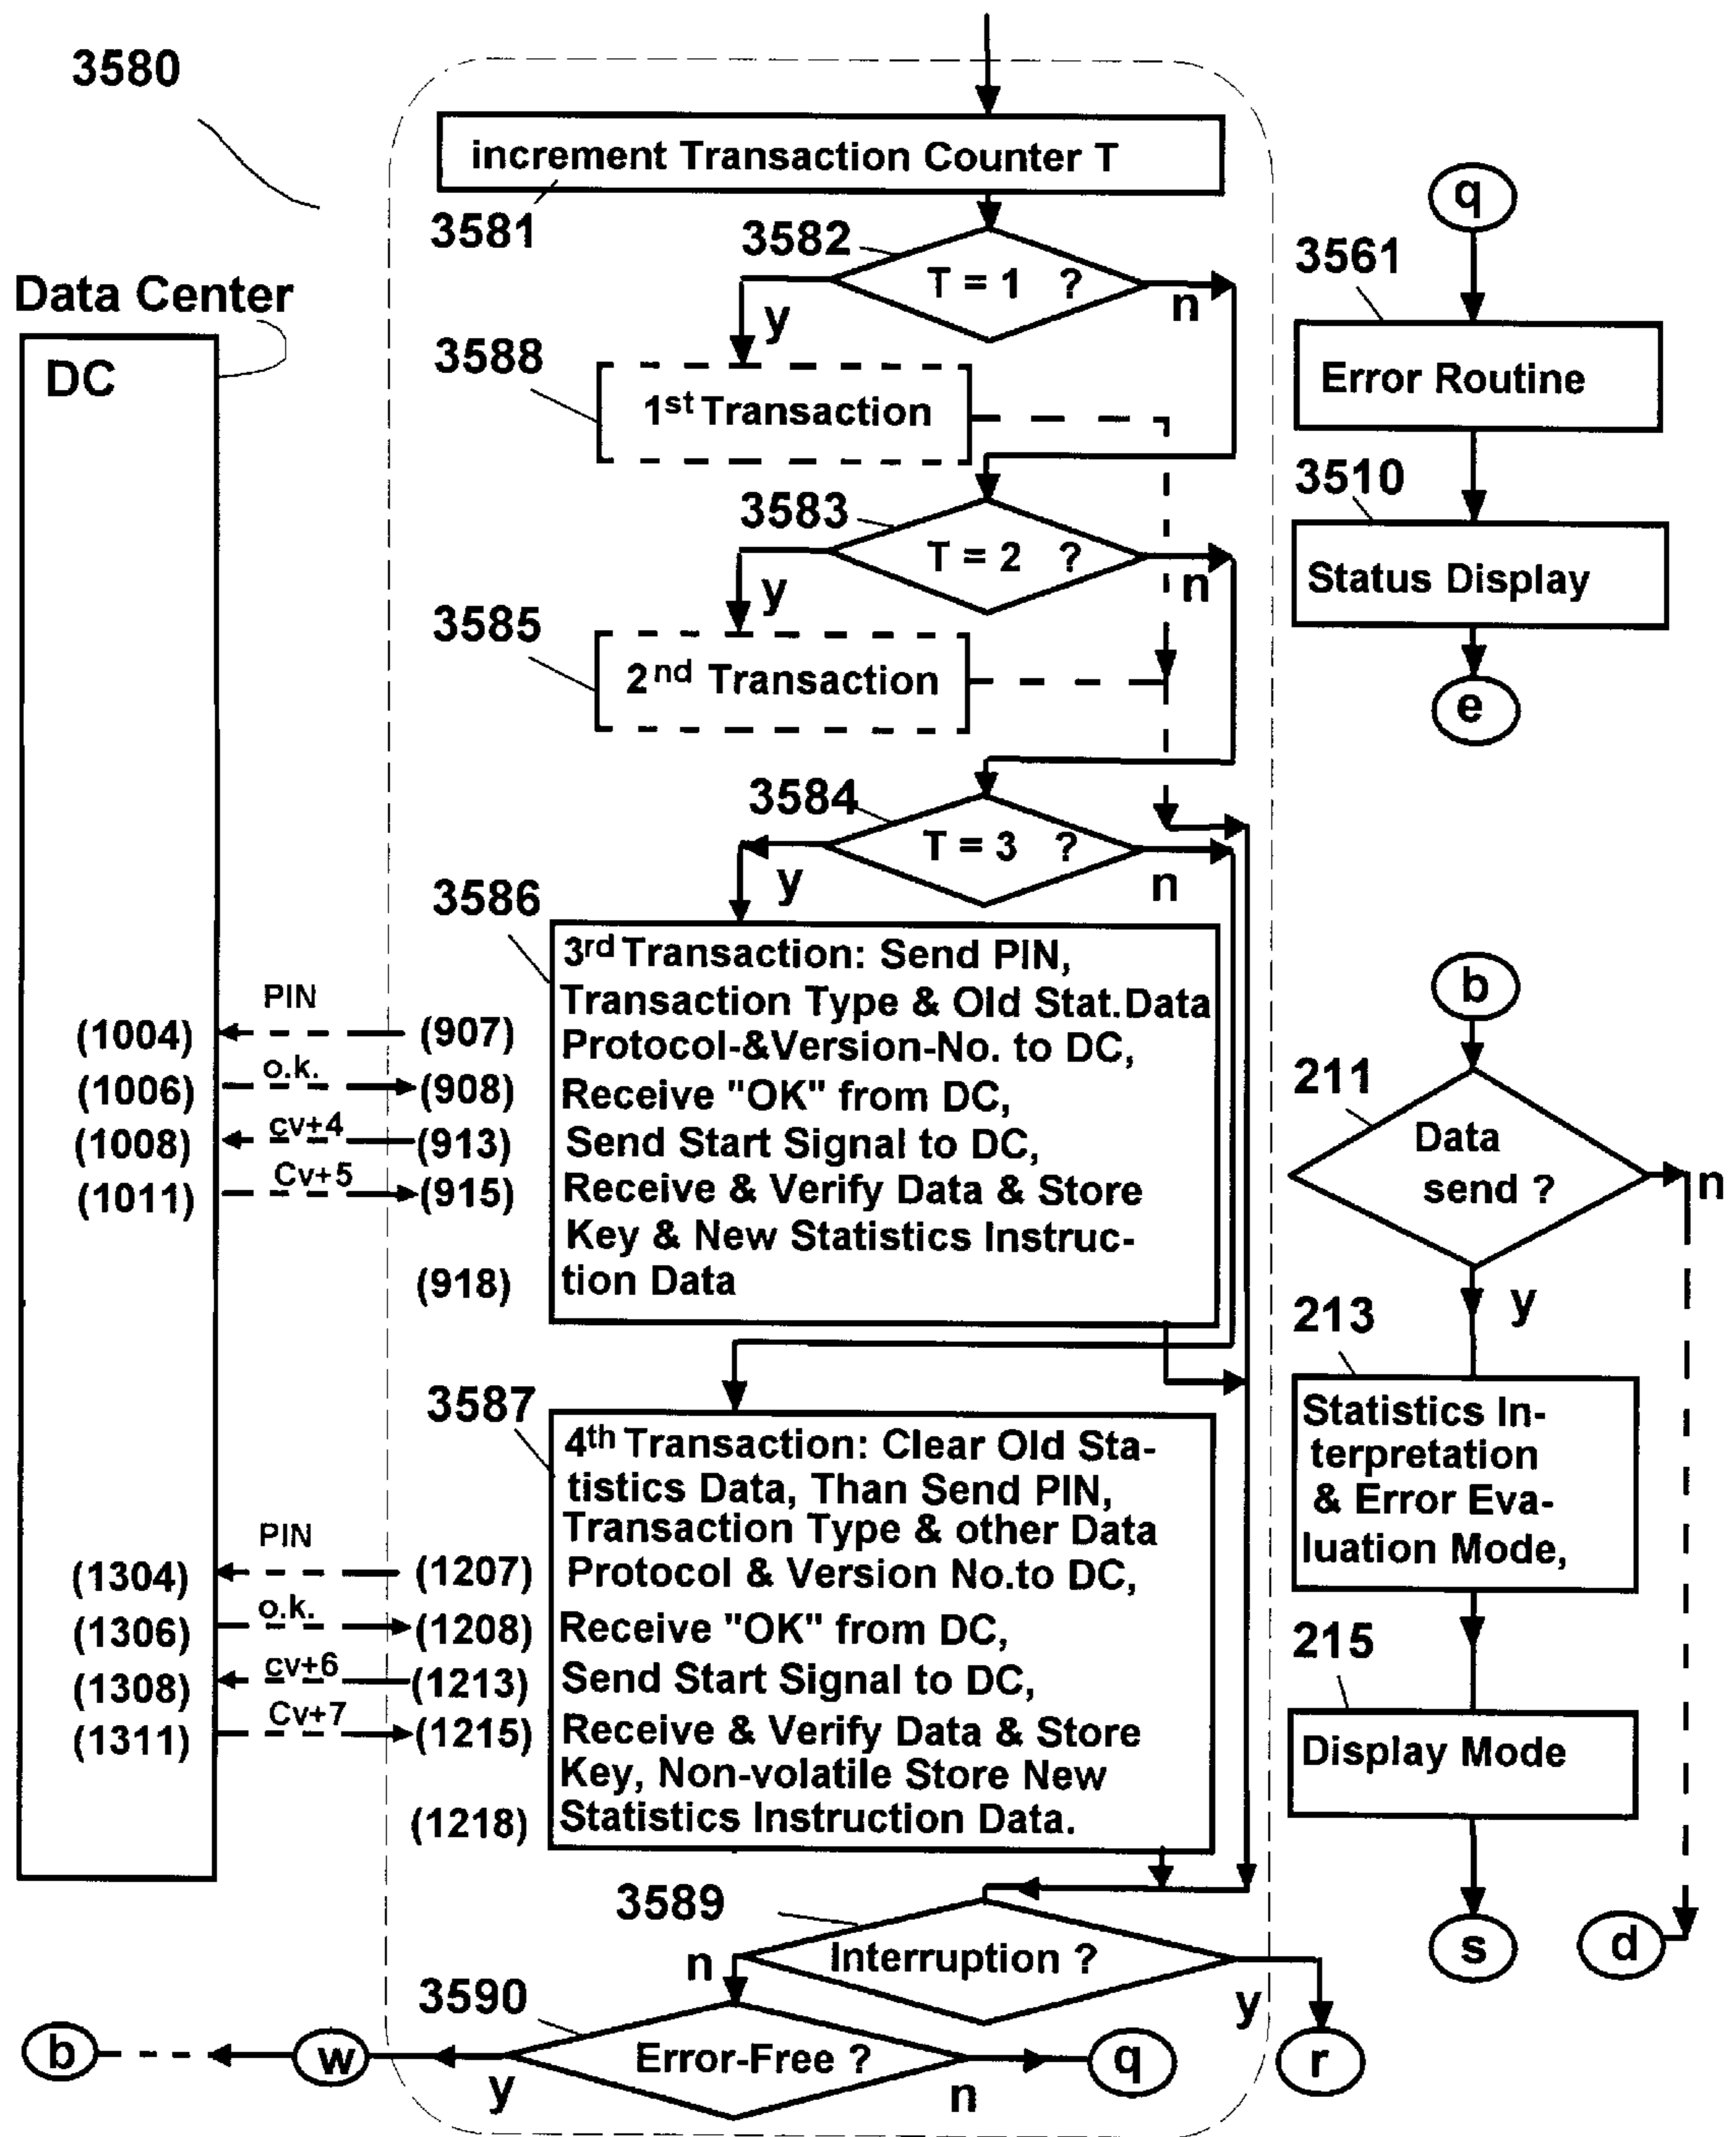 3580
increment Transaction Counter T
3581
3582
T = 1 ?
y
n
Data Center
DC
3588
1st Transaction
3583
T = 2 ?
y
n
3585
2nd Transaction
3584
T = 3 ?
y
n
3586
3rd Transaction: Send PIN,
Transaction Type & Old Stat.Data
Protocol-&Version-No. to DC,
Receive "OK" from DC,
Send Start Signal to DC,
Receive & Verify Data & Store
Key & New Statistics Instruc-
tion Data
PIN
(1004) (907)
o.k.
(1006) (908)
cv+4
(1008) (913)
Cv+5
(1011) (915)
(918)
3587
4th Transaction: Clear Old Sta-
tistics Data, Than Send PIN,
Transaction Type & other Data
Protocol & Version No.to DC,
Receive "OK" from DC,
Send Start Signal to DC,
Receive & Verify Data & Store
Key, Non-volatile Store New
Statistics Instruction Data.
PIN
(1304) (1207)
o.k.
(1306) (1208)
cv+6
(1308) (1213)
Cv+7
(1311) (1215)
(1218)
3589
Interruption ?
n
y
r
3590
Error-Free ?
y
n
q
w
b
q
3561
Error Routine
3510
Status Display
e
b
211
Data
send ?
n
y
213
Statistics In-
terpretation
& Error Eva-
luation Mode,
215
Display Mode
s
d